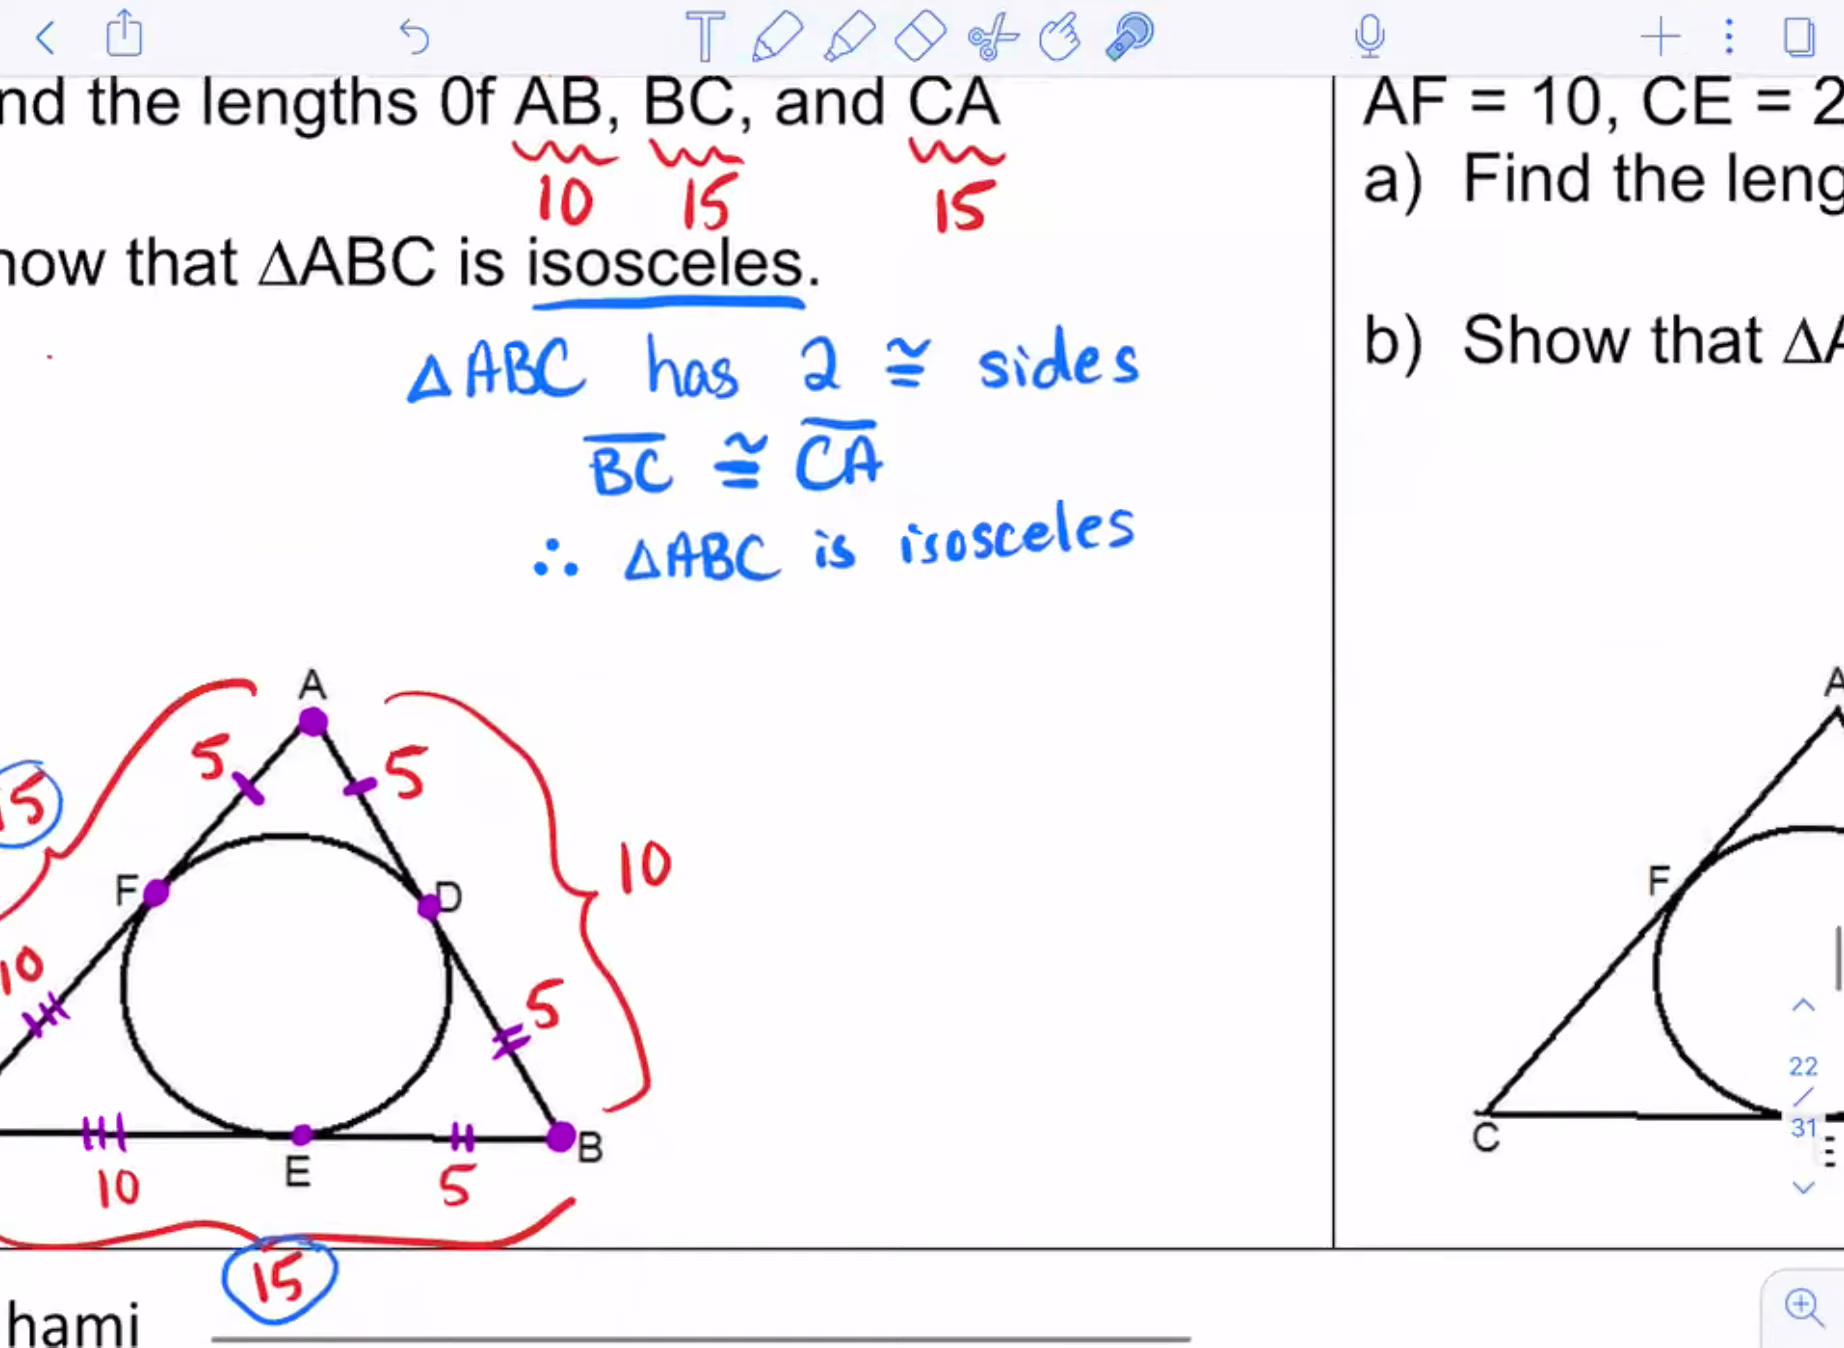 nd the lengths 0f AB, BC, and CA
10 15 15
now that ΔABC is isosceles.
ΔABC has 2 ≅ sides
BC ≅ CA
∴ ΔABC is isosceles
A
5 5
15
F D
10
10
5
E B
10 5
15
hami
AF = 10, CE = 2
a) Find the leng
b) Show that ΔA
A
F
C
22
/
31